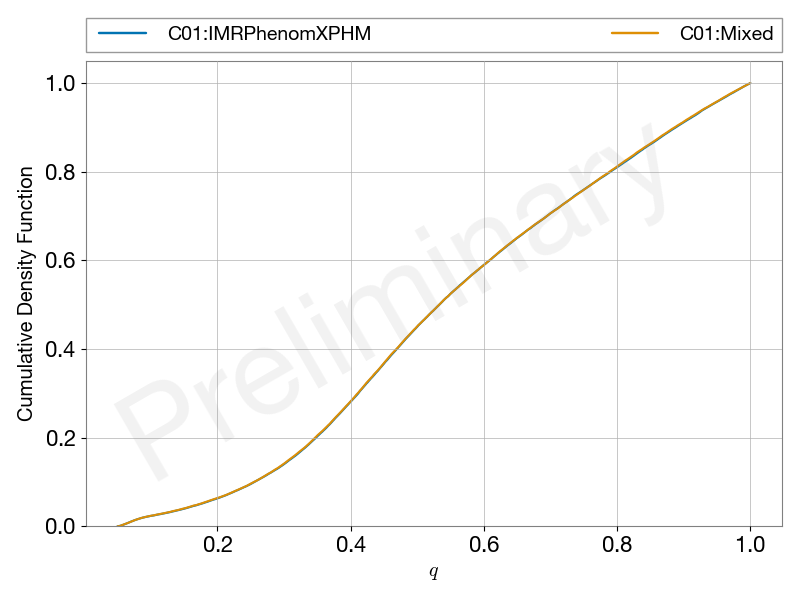 C01:IMRPhenomXPHM
C01:Mixed
1.0
0.8
0.6
0.4
0.2
0.0
Cumulative Density Function
Preliminary
0.2
0.4
0.6
0.8
1.0
q